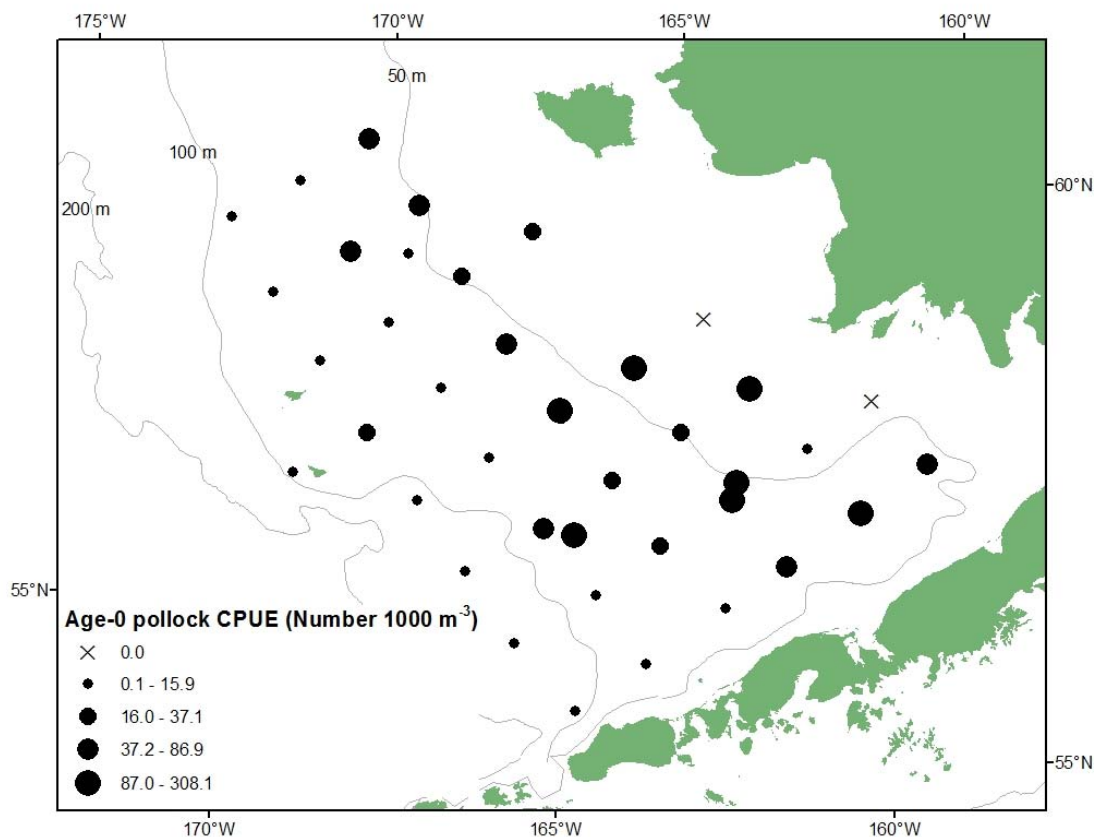 175°W 170°W 165°W 160°W
50 m
100 m
60°N
200 m
55°N
Age-0 pollock CPUE (Number 1000 m⁻³)
0.0
0.1 - 15.9
16.0 - 37.1
37.2 - 86.9
87.0 - 308.1
55°N
170°W 165°W 160°W